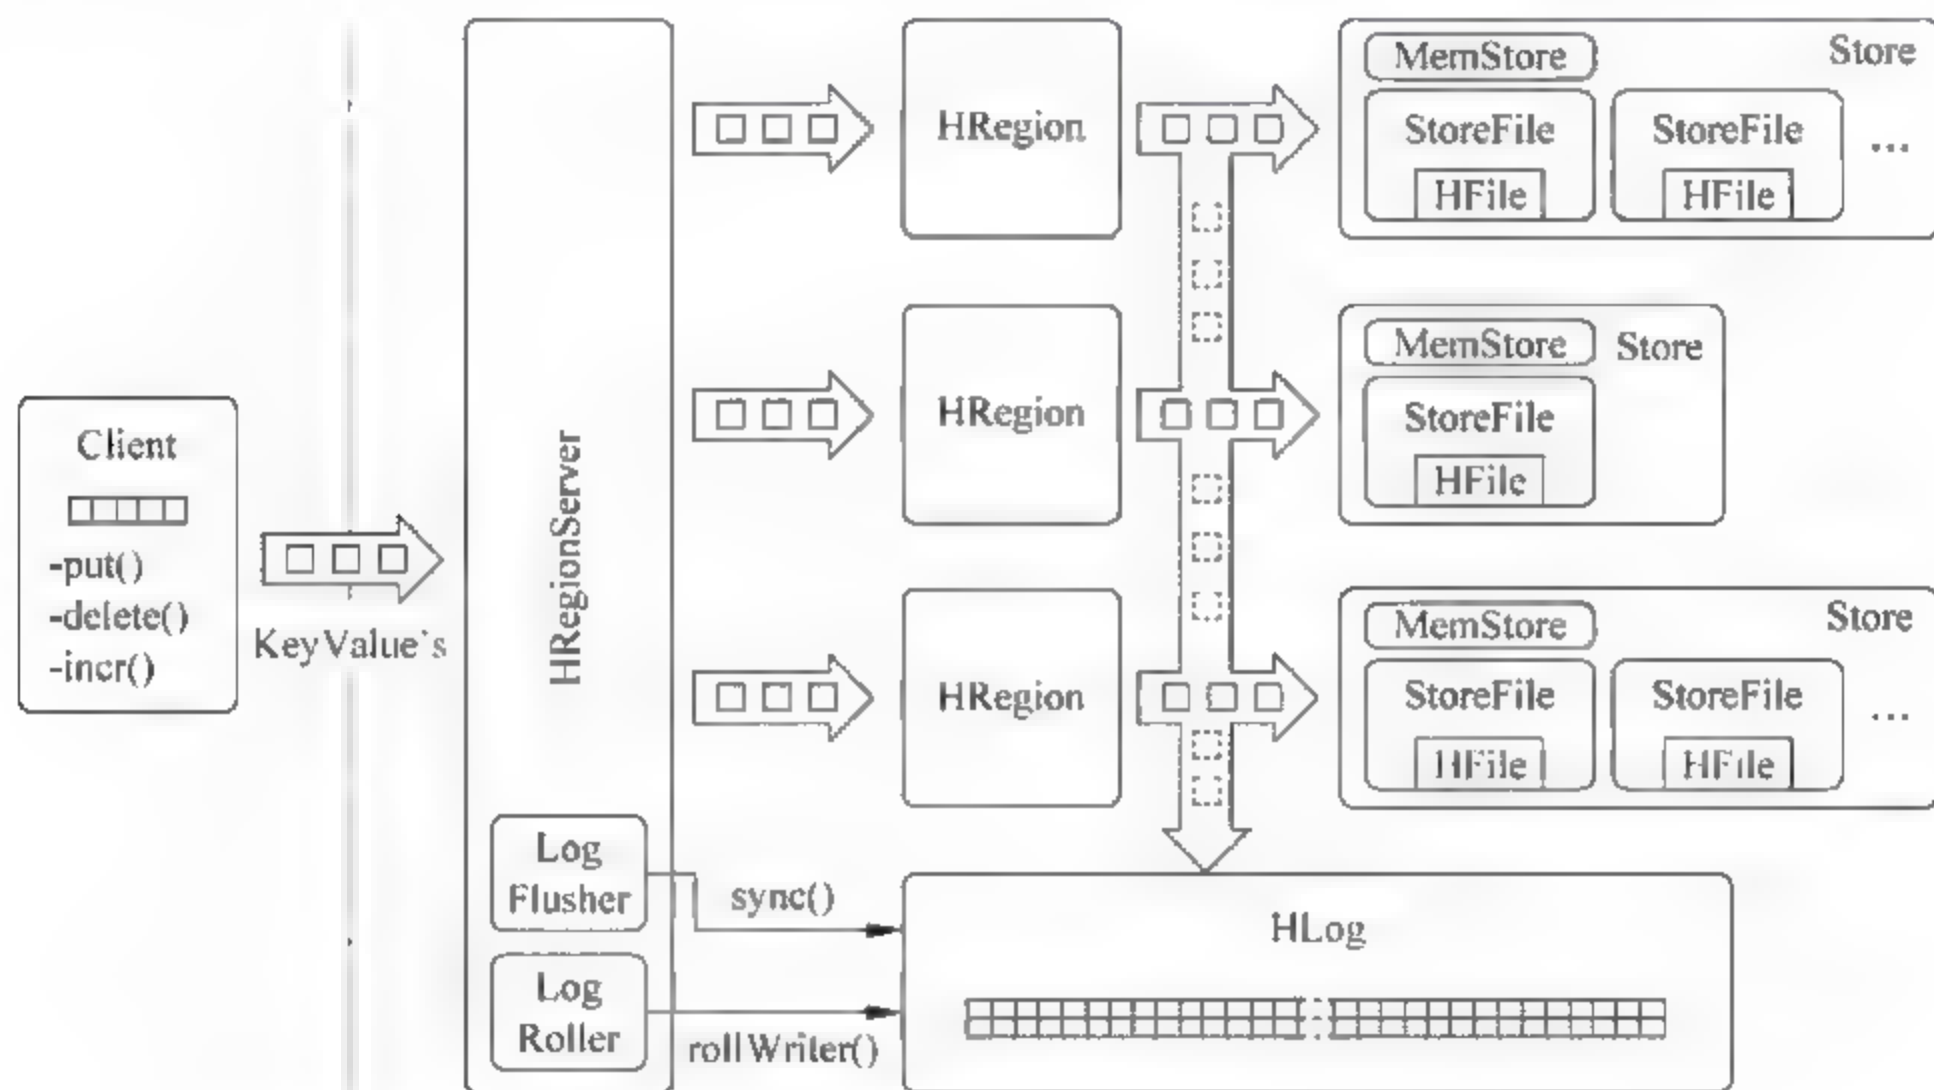 Client
-put()
-delete()
-incr()
KeyValue`s
HRegionServer
Log
Flusher
Log
Roller
sync()
rollWriter()
HRegion
HRegion
HRegion
MemStore
Store
StoreFile
HFile
StoreFile
HFile
...
MemStore
Store
StoreFile
HFile
MemStore
Store
StoreFile
HFile
StoreFile
HFile
...
HLog